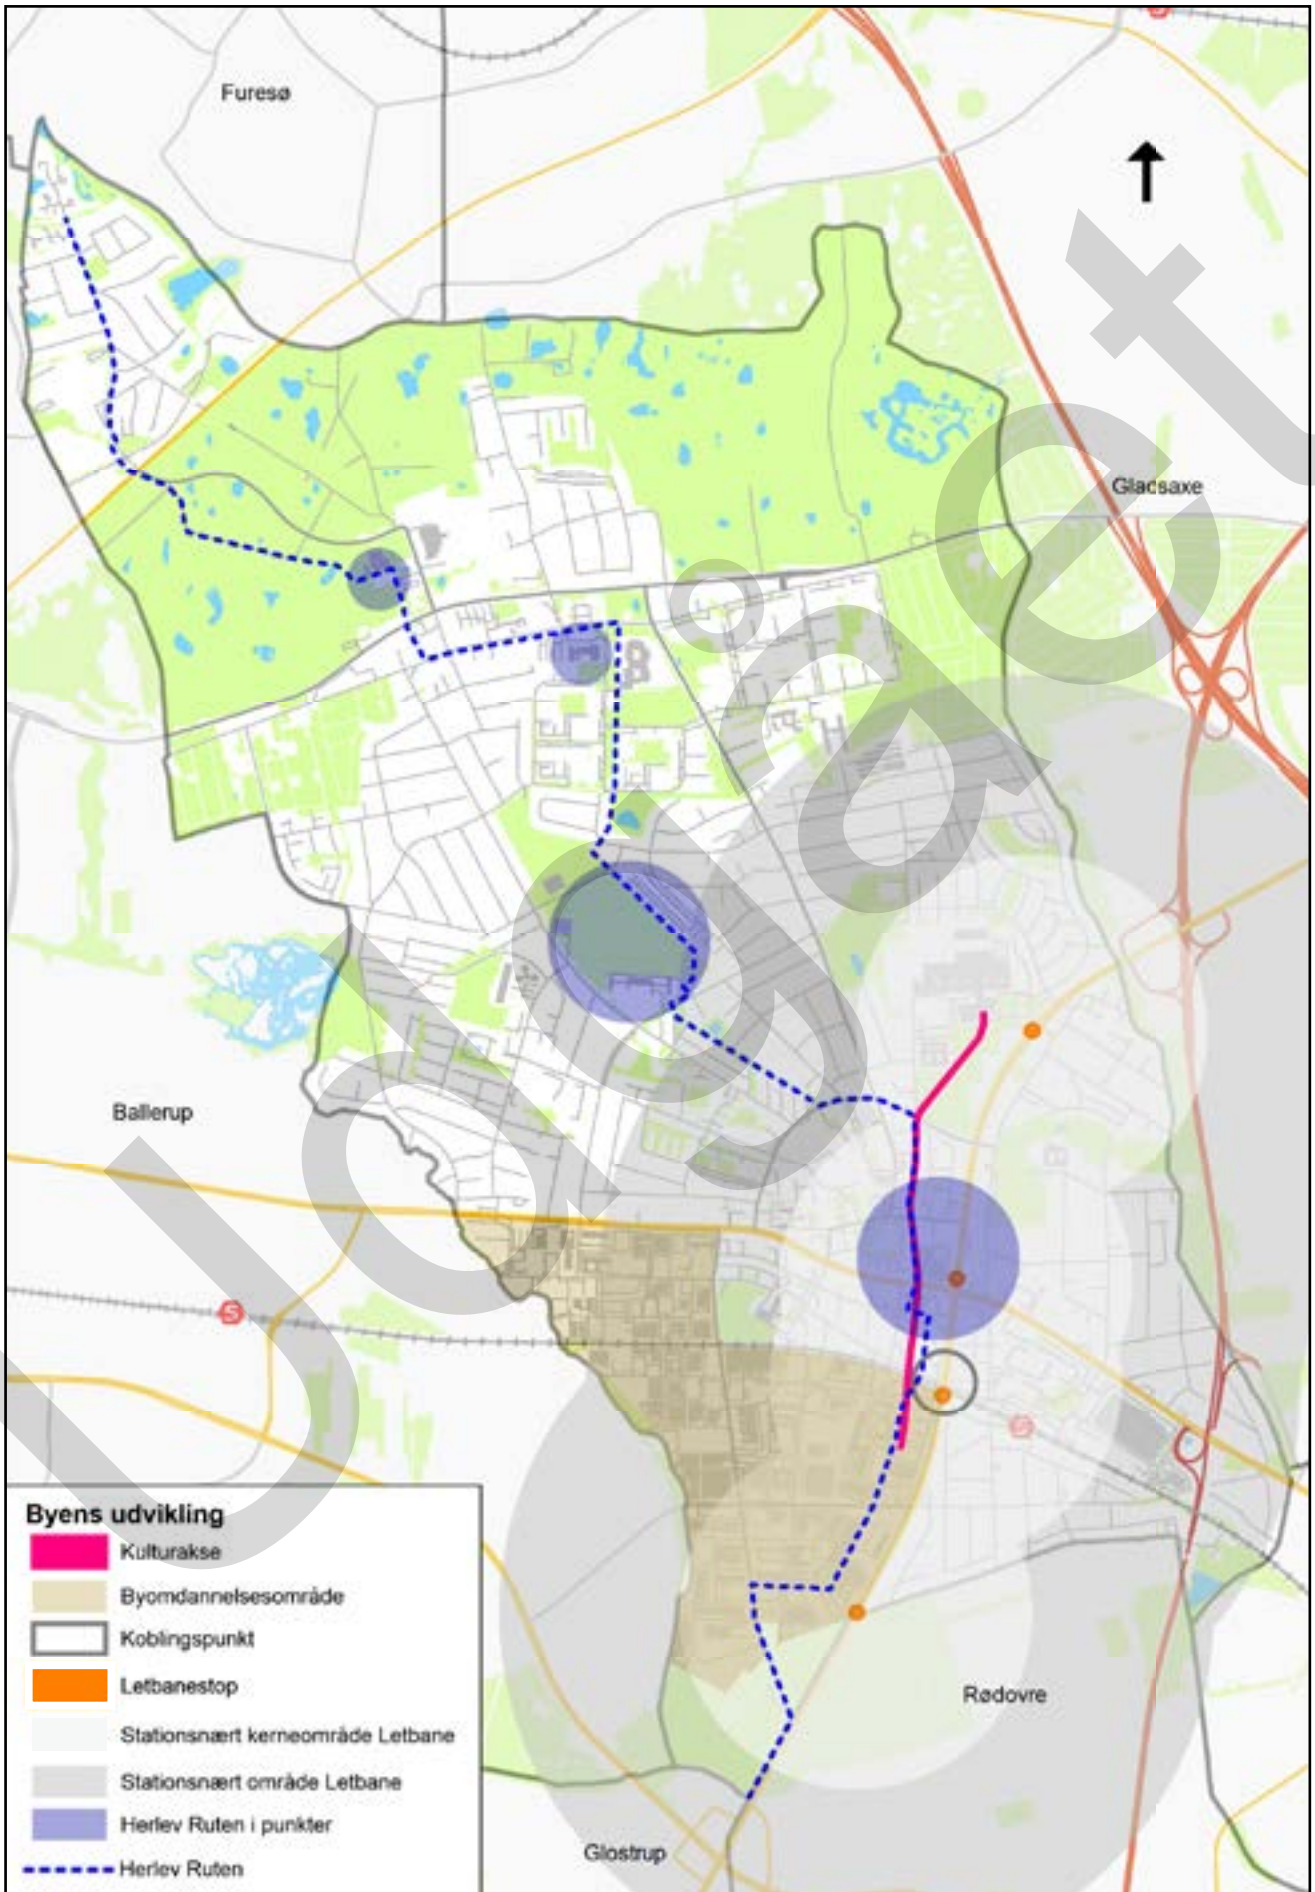 Furesø
Gladsaxe
Ballerup
S
S
Rødovre
Glostrup
Udgået
Byens udvikling
Kulturakse
Byomdannelsesområde
Koblingspunkt
Letbanestop
Stationsnært kerneområde Letbane
Stationsnært område Letbane
Herlev Ruten i punkter
Herlev Ruten